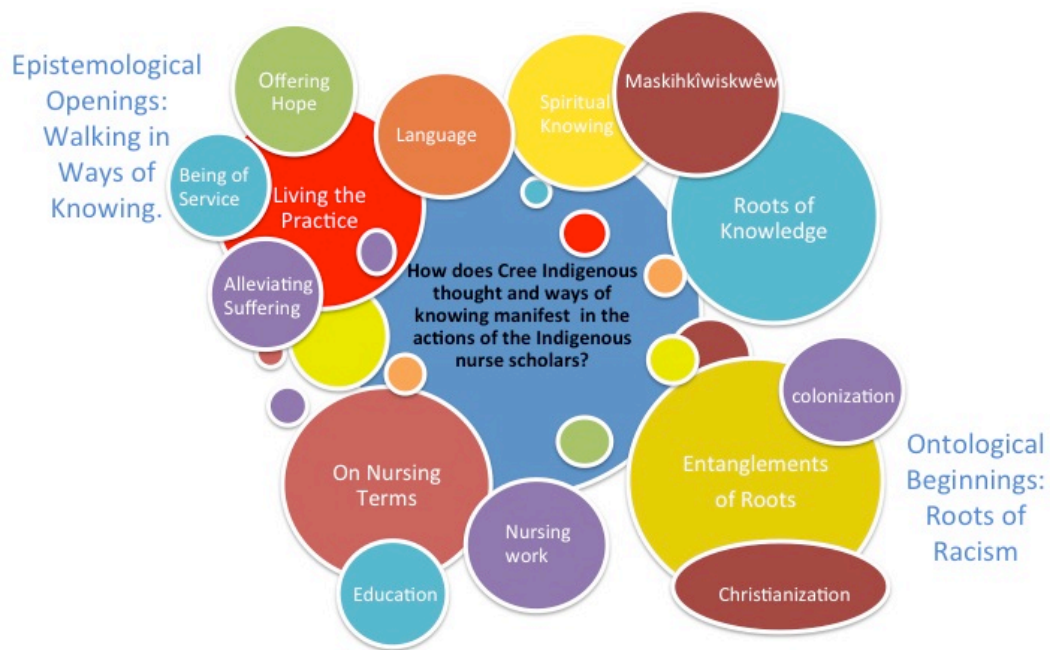 Epistemological
Openings:
Walking in
Ways of
Knowing.
Offering
Hope
Language
Spiritual
Knowing
Maskihkîwiskwêw
Being of
Service
Living the
Practice
Roots of
Knowledge
Alleviating
Suffering
How does Cree Indigenous
thought and ways of
knowing manifest in the
actions of the Indigenous
nurse scholars?
colonization
On Nursing
Terms
Entanglements
of Roots
Ontological
Beginnings:
Roots of
Racism
Nursing
work
Education
Christianization